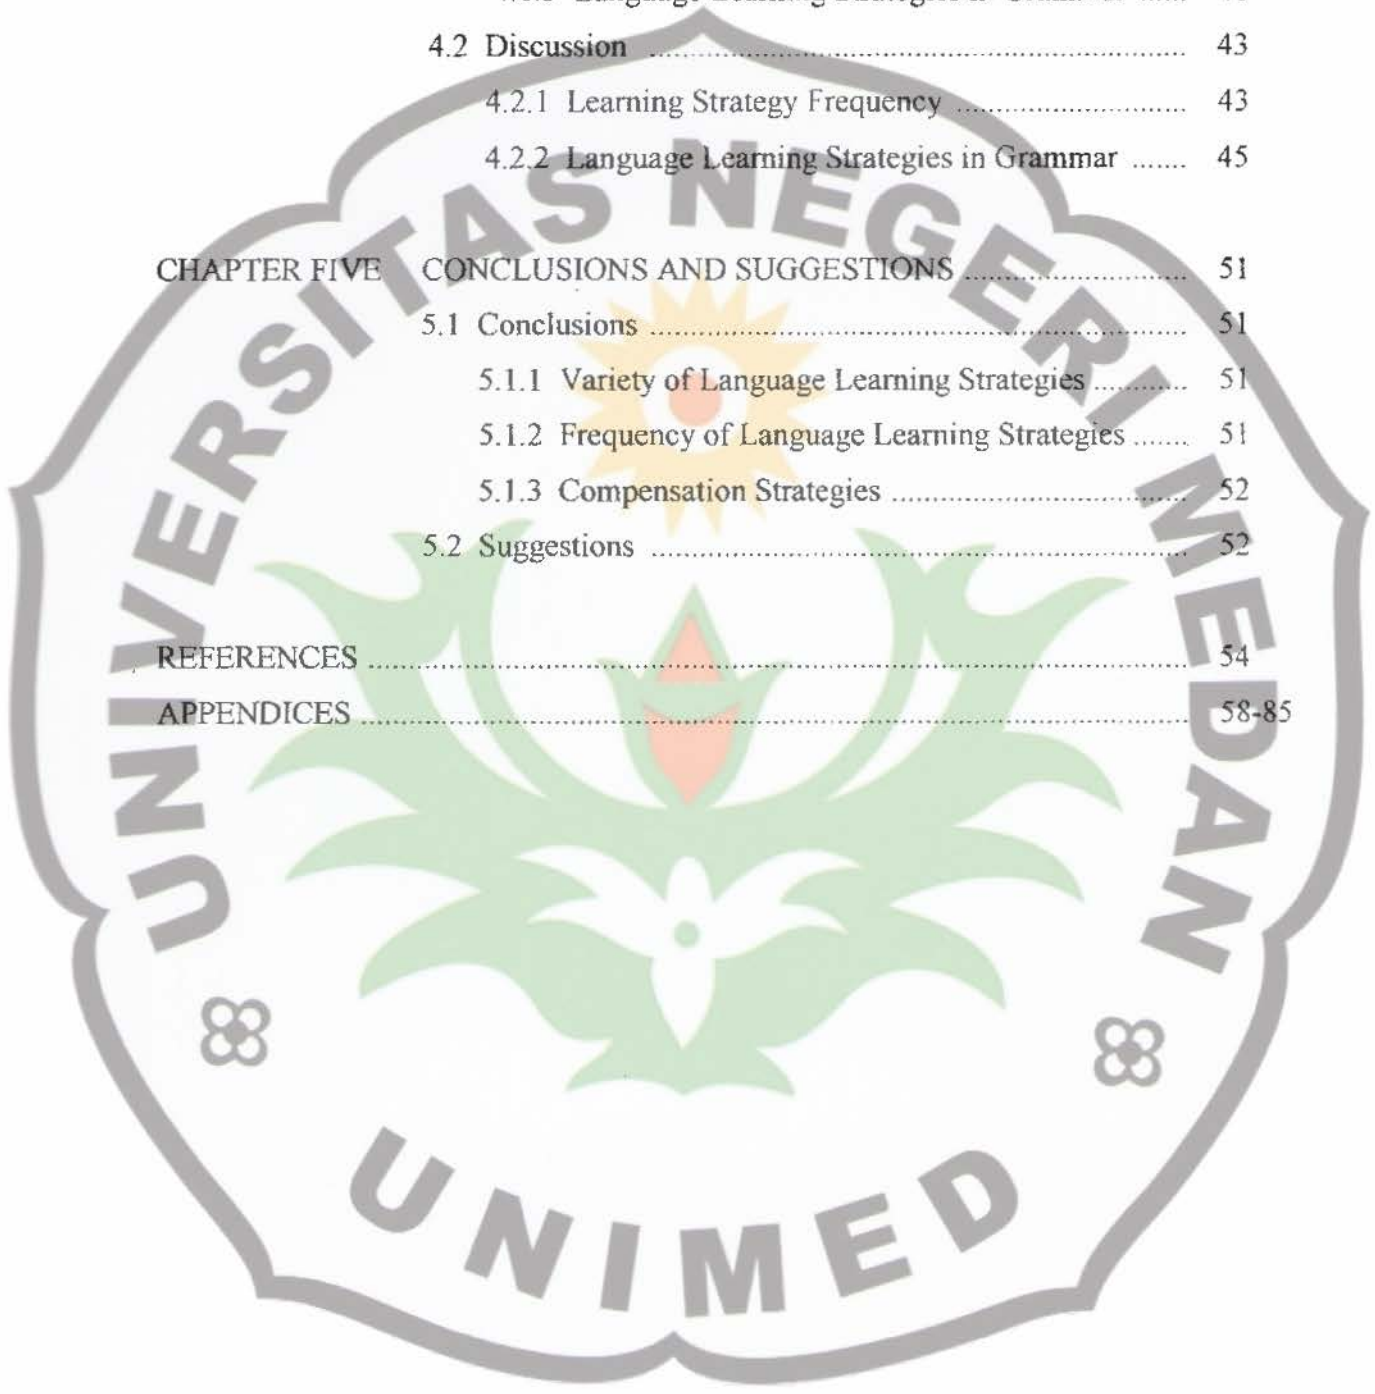 4.2 Discussion ........................................ 43
4.2.1 Learning Strategy Frequency ........................ 43
4.2.2 Language Learning Strategies in Grammar ....... 45
CHAPTER FIVE CONCLUSIONS AND SUGGESTIONS ........................ 51
5.1 Conclusions ........................................ 51
5.1.1 Variety of Language Learning Strategies ............ 51
5.1.2 Frequency of Language Learning Strategies ....... 51
5.1.3 Compensation Strategies ........................ 52
5.2 Suggestions ........................................ 52
REFERENCES ........................................ 54
APPENDICES ........................................ 58-85
UNIVERSITAS NEGERI MEDAN
UNIMED